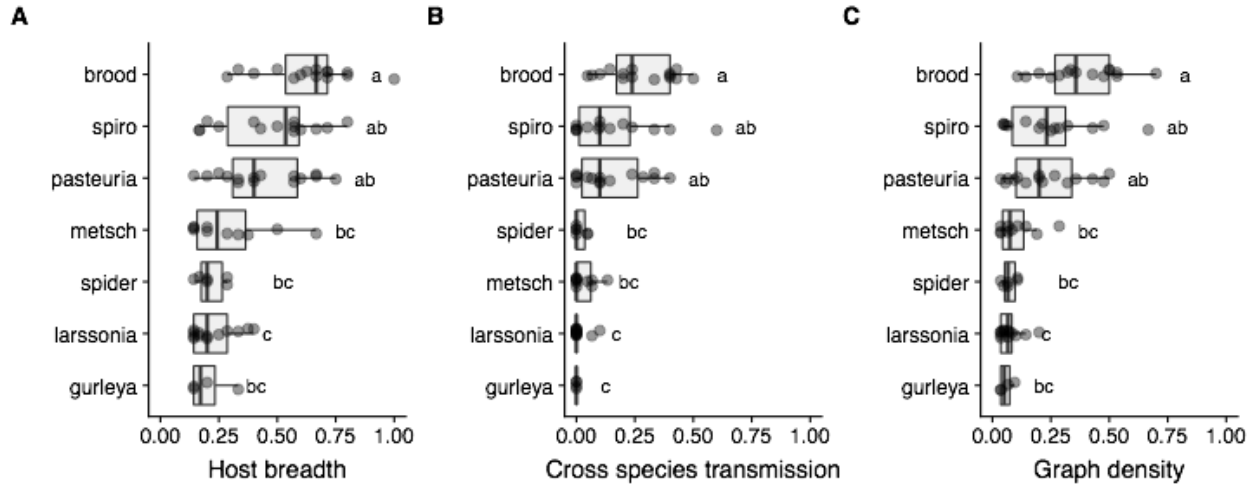 A
brood
a
spiro
ab
pasteuria
ab
metsch
bc
spider
bc
larssonia
c
gurleya
bc
0.00 0.25 0.50 0.75 1.00
Host breadth
B
brood
a
spiro
ab
pasteuria
ab
spider
bc
metsch
bc
larssonia
c
gurleya
c
0.00 0.25 0.50 0.75 1.00
Cross species transmission
C
brood
a
spiro
ab
pasteuria
ab
metsch
bc
spider
bc
larssonia
c
gurleya
bc
0.00 0.25 0.50 0.75 1.00
Graph density